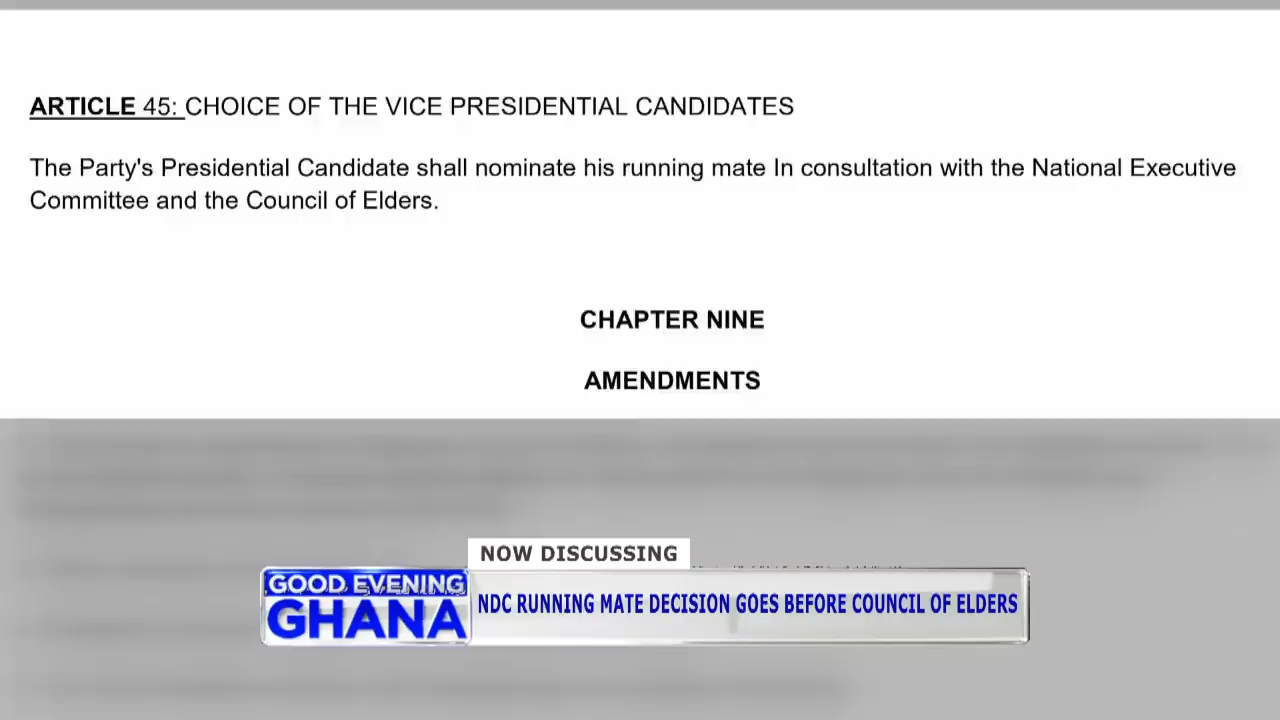 ARTICLE 45: CHOICE OF THE VICE PRESIDENTIAL CANDIDATES
The Party's Presidential Candidate shall nominate his running mate In consultation with the National Executive
Committee and the Council of Elders.
CHAPTER NINE
AMENDMENTS
NOW DISCUSSING
GOOD EVENING
GHANA
NDC RUNNING MATE DECISION GOES BEFORE COUNCIL OF ELDERS